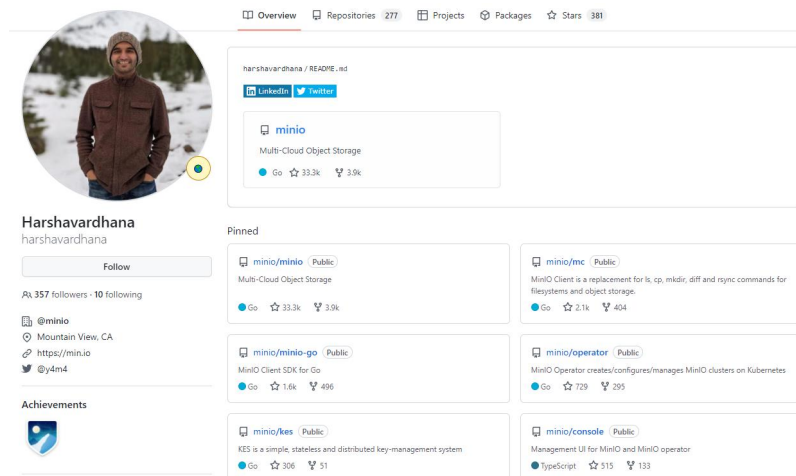 Overview
Repositories 277
Projects
Packages
Stars 381
harshavardhana / README.md
in LinkedIn
Twitter
minio
Multi-Cloud Object Storage
Go 33.3k 3.9k
Harshavardhana
harshavardhana
Follow
357 followers · 10 following
@minio
Mountain View, CA
https://min.io
@y4m4
Achievements
Pinned
minio/minio Public
Multi-Cloud Object Storage
Go 33.3k 3.9k
minio/mc Public
MinIO Client is a replacement for ls, cp, mkdir, diff and rsync commands for
filesystems and object storage.
Go 2.1k 404
minio/minio-go Public
MinIO Client SDK for Go
Go 1.6k 496
minio/operator Public
MinIO Operator creates/configures/manages MinIO clusters on Kubernetes
Go 729 295
minio/kes Public
KES is a simple, stateless and distributed key-management system
Go 306 51
minio/console Public
Management UI for MinIO and MinIO operator
TypeScript 515 133